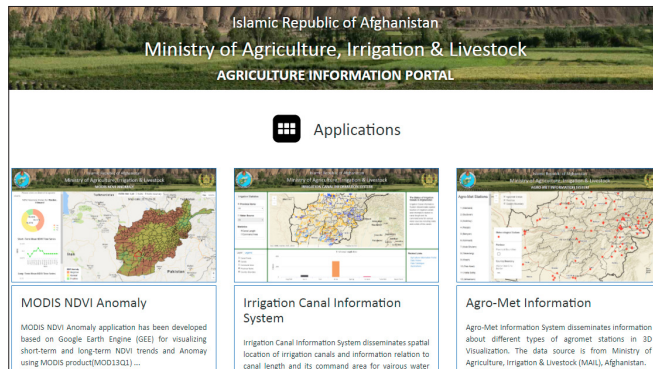 Islamic Republic of Afghanistan
Ministry of Agriculture, Irrigation & Livestock
AGRICULTURE INFORMATION PORTAL
Applications
MODIS NDVI Anomaly
MODIS NDVI Anomaly application has been developed
based on Google Earth Engine (GEE) for visualizing
short-term and long-term NDVI trends and Anomay
using MODIS product(MOD13Q1) ...
Irrigation Canal Information
System
Irrigation Canal Information System disseminates spatial
location of irrigation canals and information relation to
canal length and its command area for vairous water
Agro-Met Information
Agro-Met Information System disseminates information
about different types of agromet stations in 3D
Visualization. The data source is from Ministry of
Agriculture, Irrigation & Livestock (MAIL), Afghanistan.